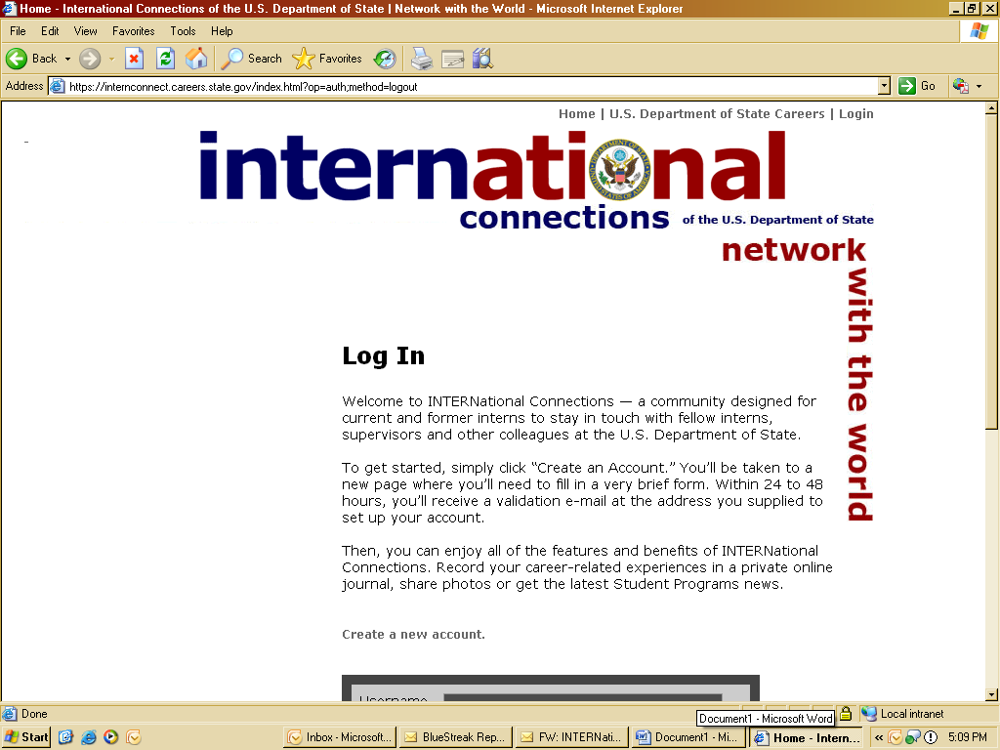 Home - International Connections of the U.S. Department of State | Network with the World - Microsoft Internet Explorer
File Edit View Favorites Tools Help
Back Search Favorites
Address https://internconnect.careers.state.gov/index.html?op=auth;method=logout Go
Home | U.S. Department of State Careers | Login
international
connections of the U.S. Department of State
network
with the world
Log In
Welcome to INTERNational Connections — a community designed for
current and former interns to stay in touch with fellow interns,
supervisors and other colleagues at the U.S. Department of State.
To get started, simply click “Create an Account.” You’ll be taken to a
new page where you’ll need to fill in a very brief form. Within 24 to 48
hours, you’ll receive a validation e-mail at the address you supplied to
set up your account.
Then, you can enjoy all of the features and benefits of INTERNational
Connections. Record your career-related experiences in a private online
journal, share photos or get the latest Student Programs news.
Create a new account.
Username
Done Document1 - Microsoft Word Local intranet
Start Inbox - Microsoft... BlueStreak Rep... FW: INTERNati... Document1 - Mi... Home - Intern... « 5:09 PM